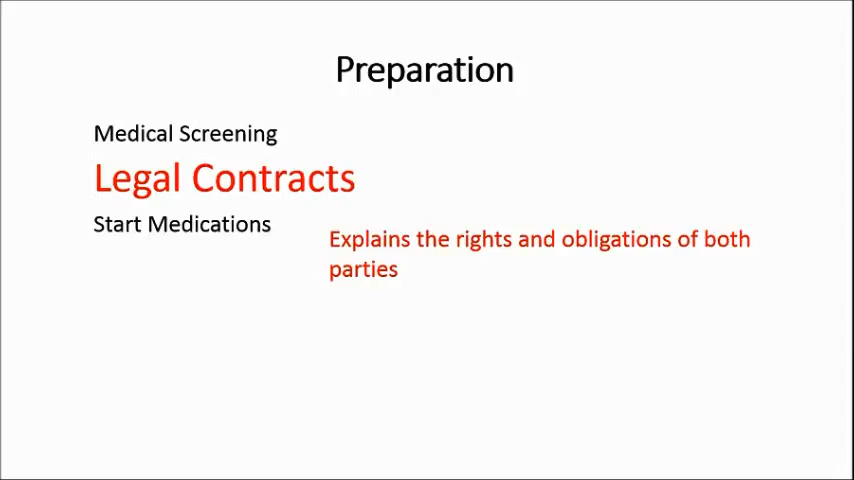 Preparation
Medical Screening
Legal Contracts
Start Medications
Explains the rights and obligations of both
parties